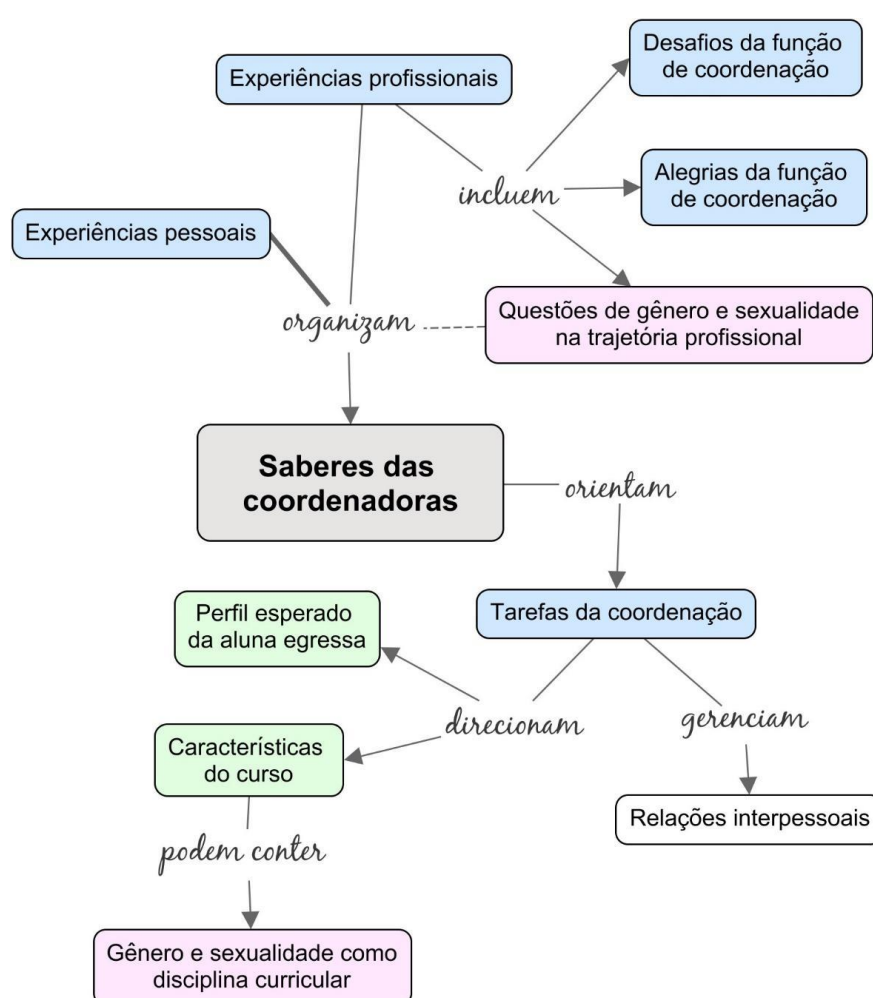 Desafios da função
de coordenação
Experiências profissionais
incluem
Alegrias da função
de coordenação
Experiências pessoais
organizam
Questões de gênero e sexualidade
na trajetória profissional
Saberes das
coordenadoras
orientam
Tarefas da coordenação
Perfil esperado
da aluna egressa
direcionam
gerenciam
Características
do curso
Relações interpessoais
podem conter
Gênero e sexualidade como
disciplina curricular